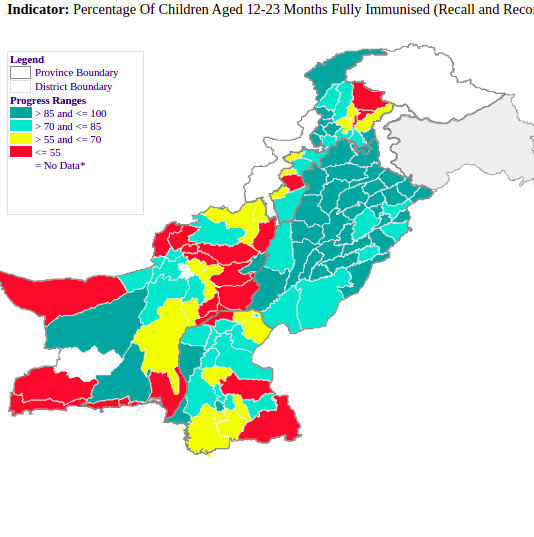 Indicator: Percentage Of Children Aged 12-23 Months Fully Immunised (Recall and
Legend
Province Boundary
District Boundary
Progress Ranges
> 85 and <= 100
> 70 and <= 85
> 55 and <= 70
<= 55
= No Data*